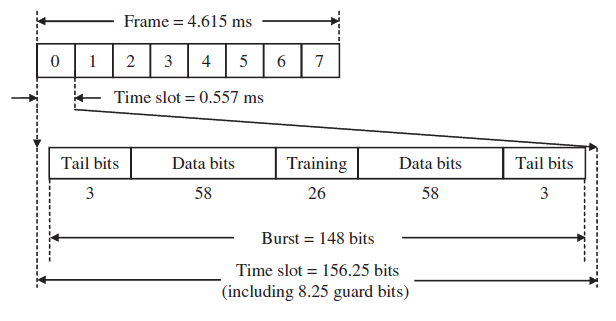 Frame = 4.615 ms
0 1 2 3 4 5 6 7
Time slot = 0.557 ms
Tail bits Data bits Training Data bits Tail bits
3 58 26 58 3
Burst = 148 bits
Time slot = 156.25 bits
(including 8.25 guard bits)